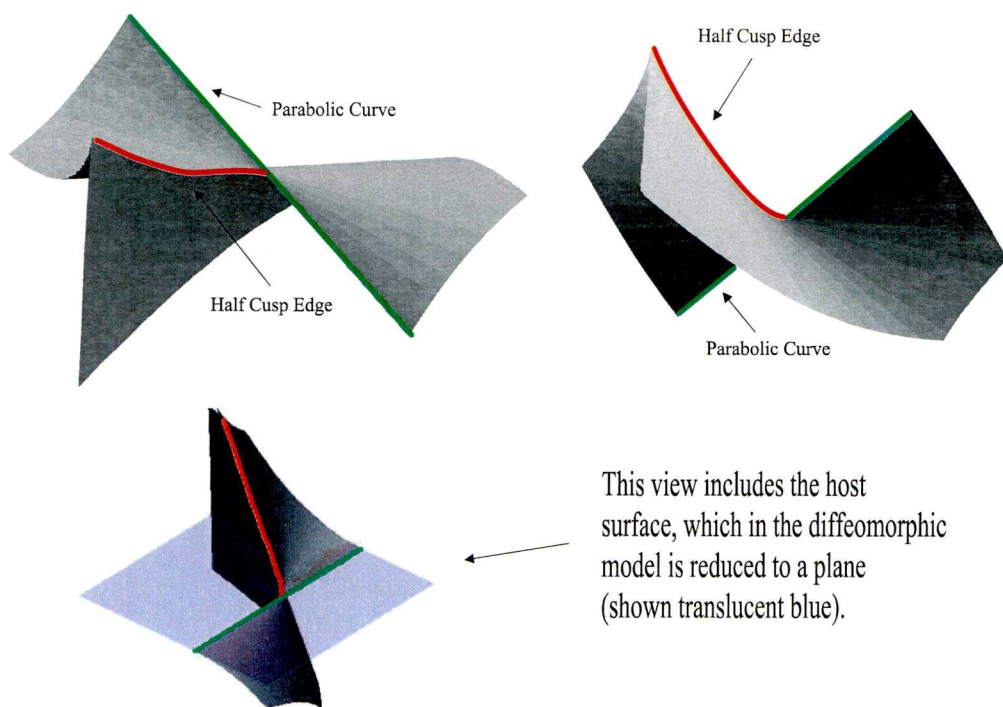 Parabolic Curve
Half Cusp Edge
Half Cusp Edge
Parabolic Curve
This view includes the host
surface, which in the diffeomorphic
model is reduced to a plane
(shown translucent blue).